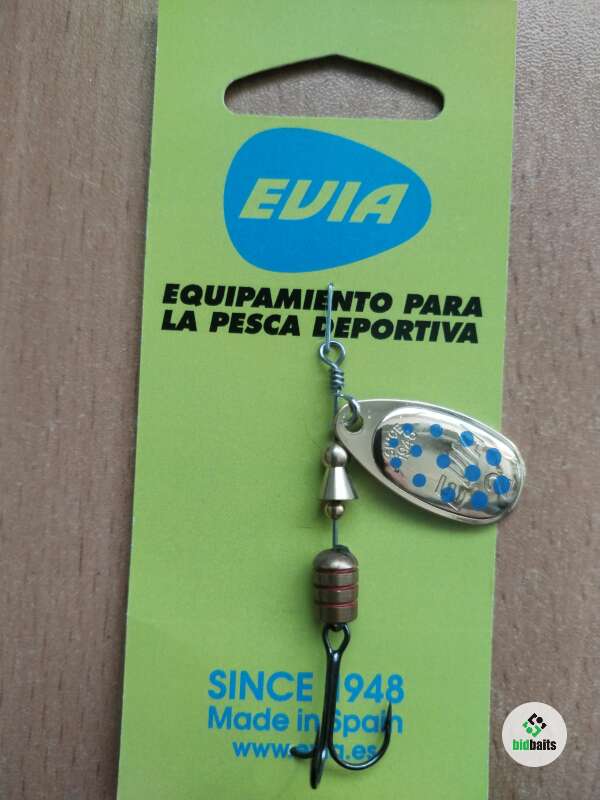 EVIA
EQUIPAMIENTO PARA
LA PESCA DEPORTIVA
SINCE 1948
Made in Spain
www.evia.es
bidbaits